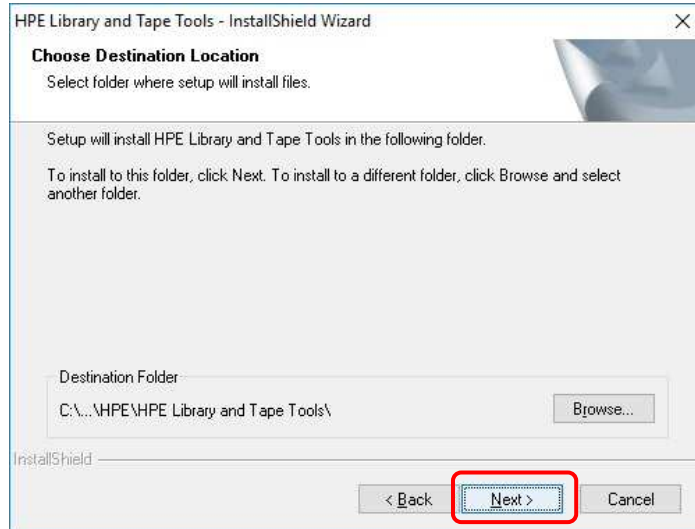 HPE Library and Tape Tools - InstallShield Wizard
Choose Destination Location
Select folder where setup will install files.
Setup will install HPE Library and Tape Tools in the following folder.
To install to this folder, click Next. To install to a different folder, click Browse and select
another folder.
Destination Folder
C:\...\HPE\HPE Library and Tape Tools\
Browse...
InstallShield
< Back
Next >
Cancel